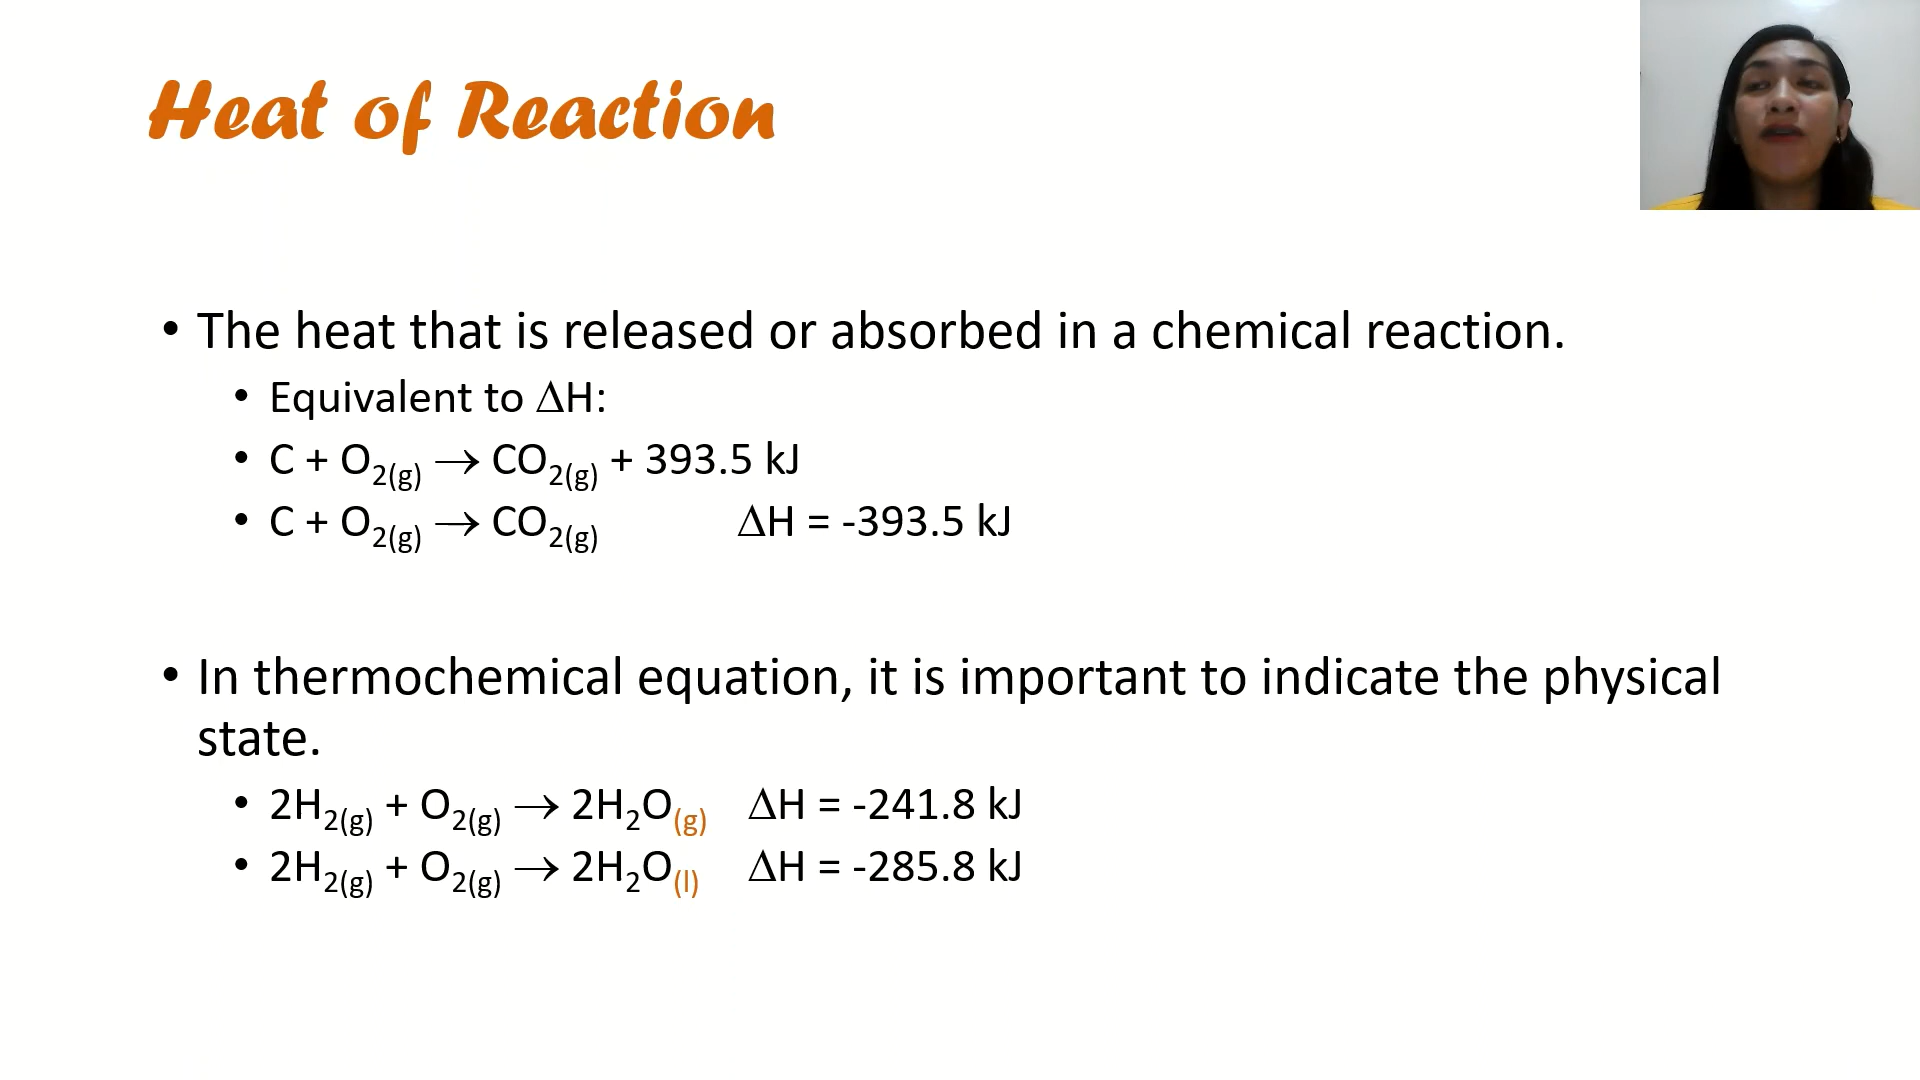 Heat of Reaction
• The heat that is released or absorbed in a chemical reaction.
• Equivalent to ΔH:
• C + O₂₍g₎ → CO₂₍g₎ + 393.5 kJ
• C + O₂₍g₎ → CO₂₍g₎ ΔH = -393.5 kJ
• In thermochemical equation, it is important to indicate the physical
state.
• 2H₂₍g₎ + O₂₍g₎ → 2H₂O₍g₎ ΔH = -241.8 kJ
• 2H₂₍g₎ + O₂₍g₎ → 2H₂O₍l₎ ΔH = -285.8 kJ